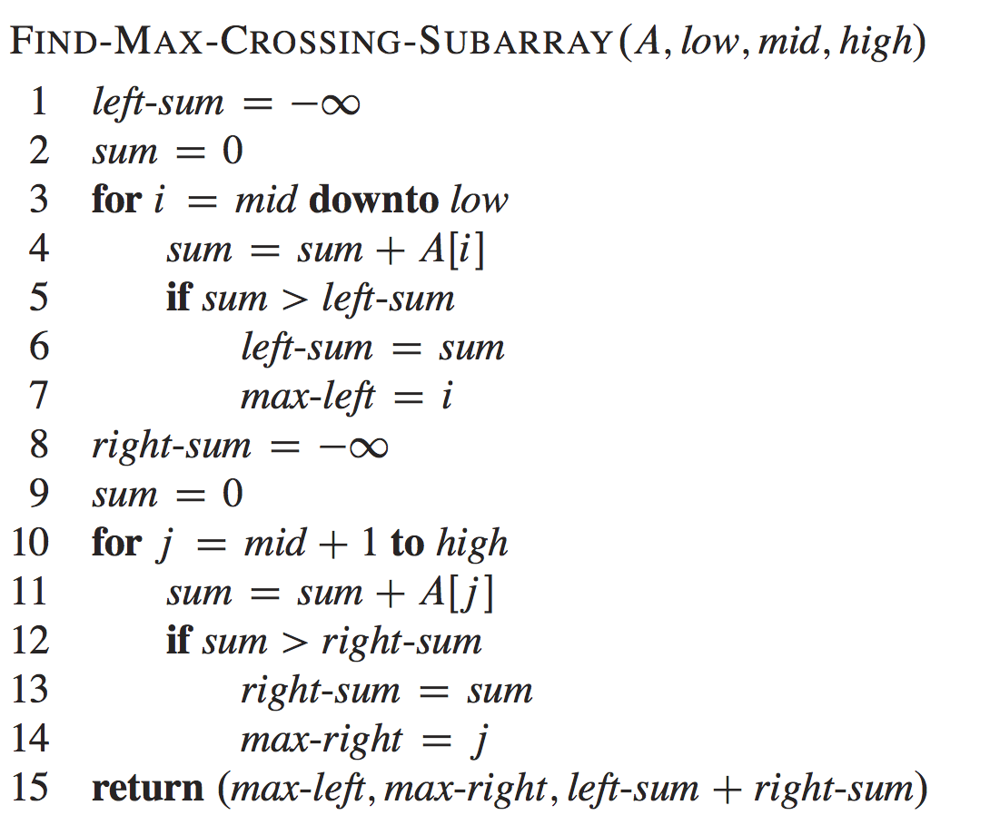 FIND-MAX-CROSSING-SUBARRAY(A, low, mid, high)
1 left-sum = −∞
2 sum = 0
3 for i = mid downto low
4 sum = sum + A[i]
5 if sum > left-sum
6 left-sum = sum
7 max-left = i
8 right-sum = −∞
9 sum = 0
10 for j = mid + 1 to high
11 sum = sum + A[j]
12 if sum > right-sum
13 right-sum = sum
14 max-right = j
15 return (max-left, max-right, left-sum + right-sum)